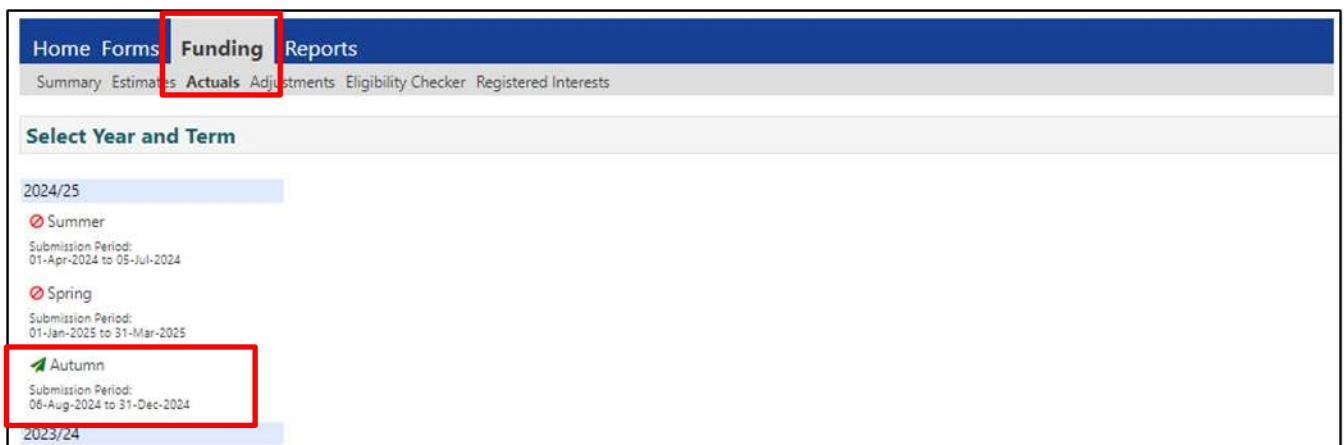 Home Forms Funding Reports
Summary Estimates Actuals Adjustments Eligibility Checker Registered Interests
Select Year and Term
2024/25
Summer
Submission Period:
01-Apr-2024 to 05-Jul-2024
Spring
Submission Period:
01-Jan-2025 to 31-Mar-2025
Autumn
Submission Period:
06-Aug-2024 to 31-Dec-2024
2023/24